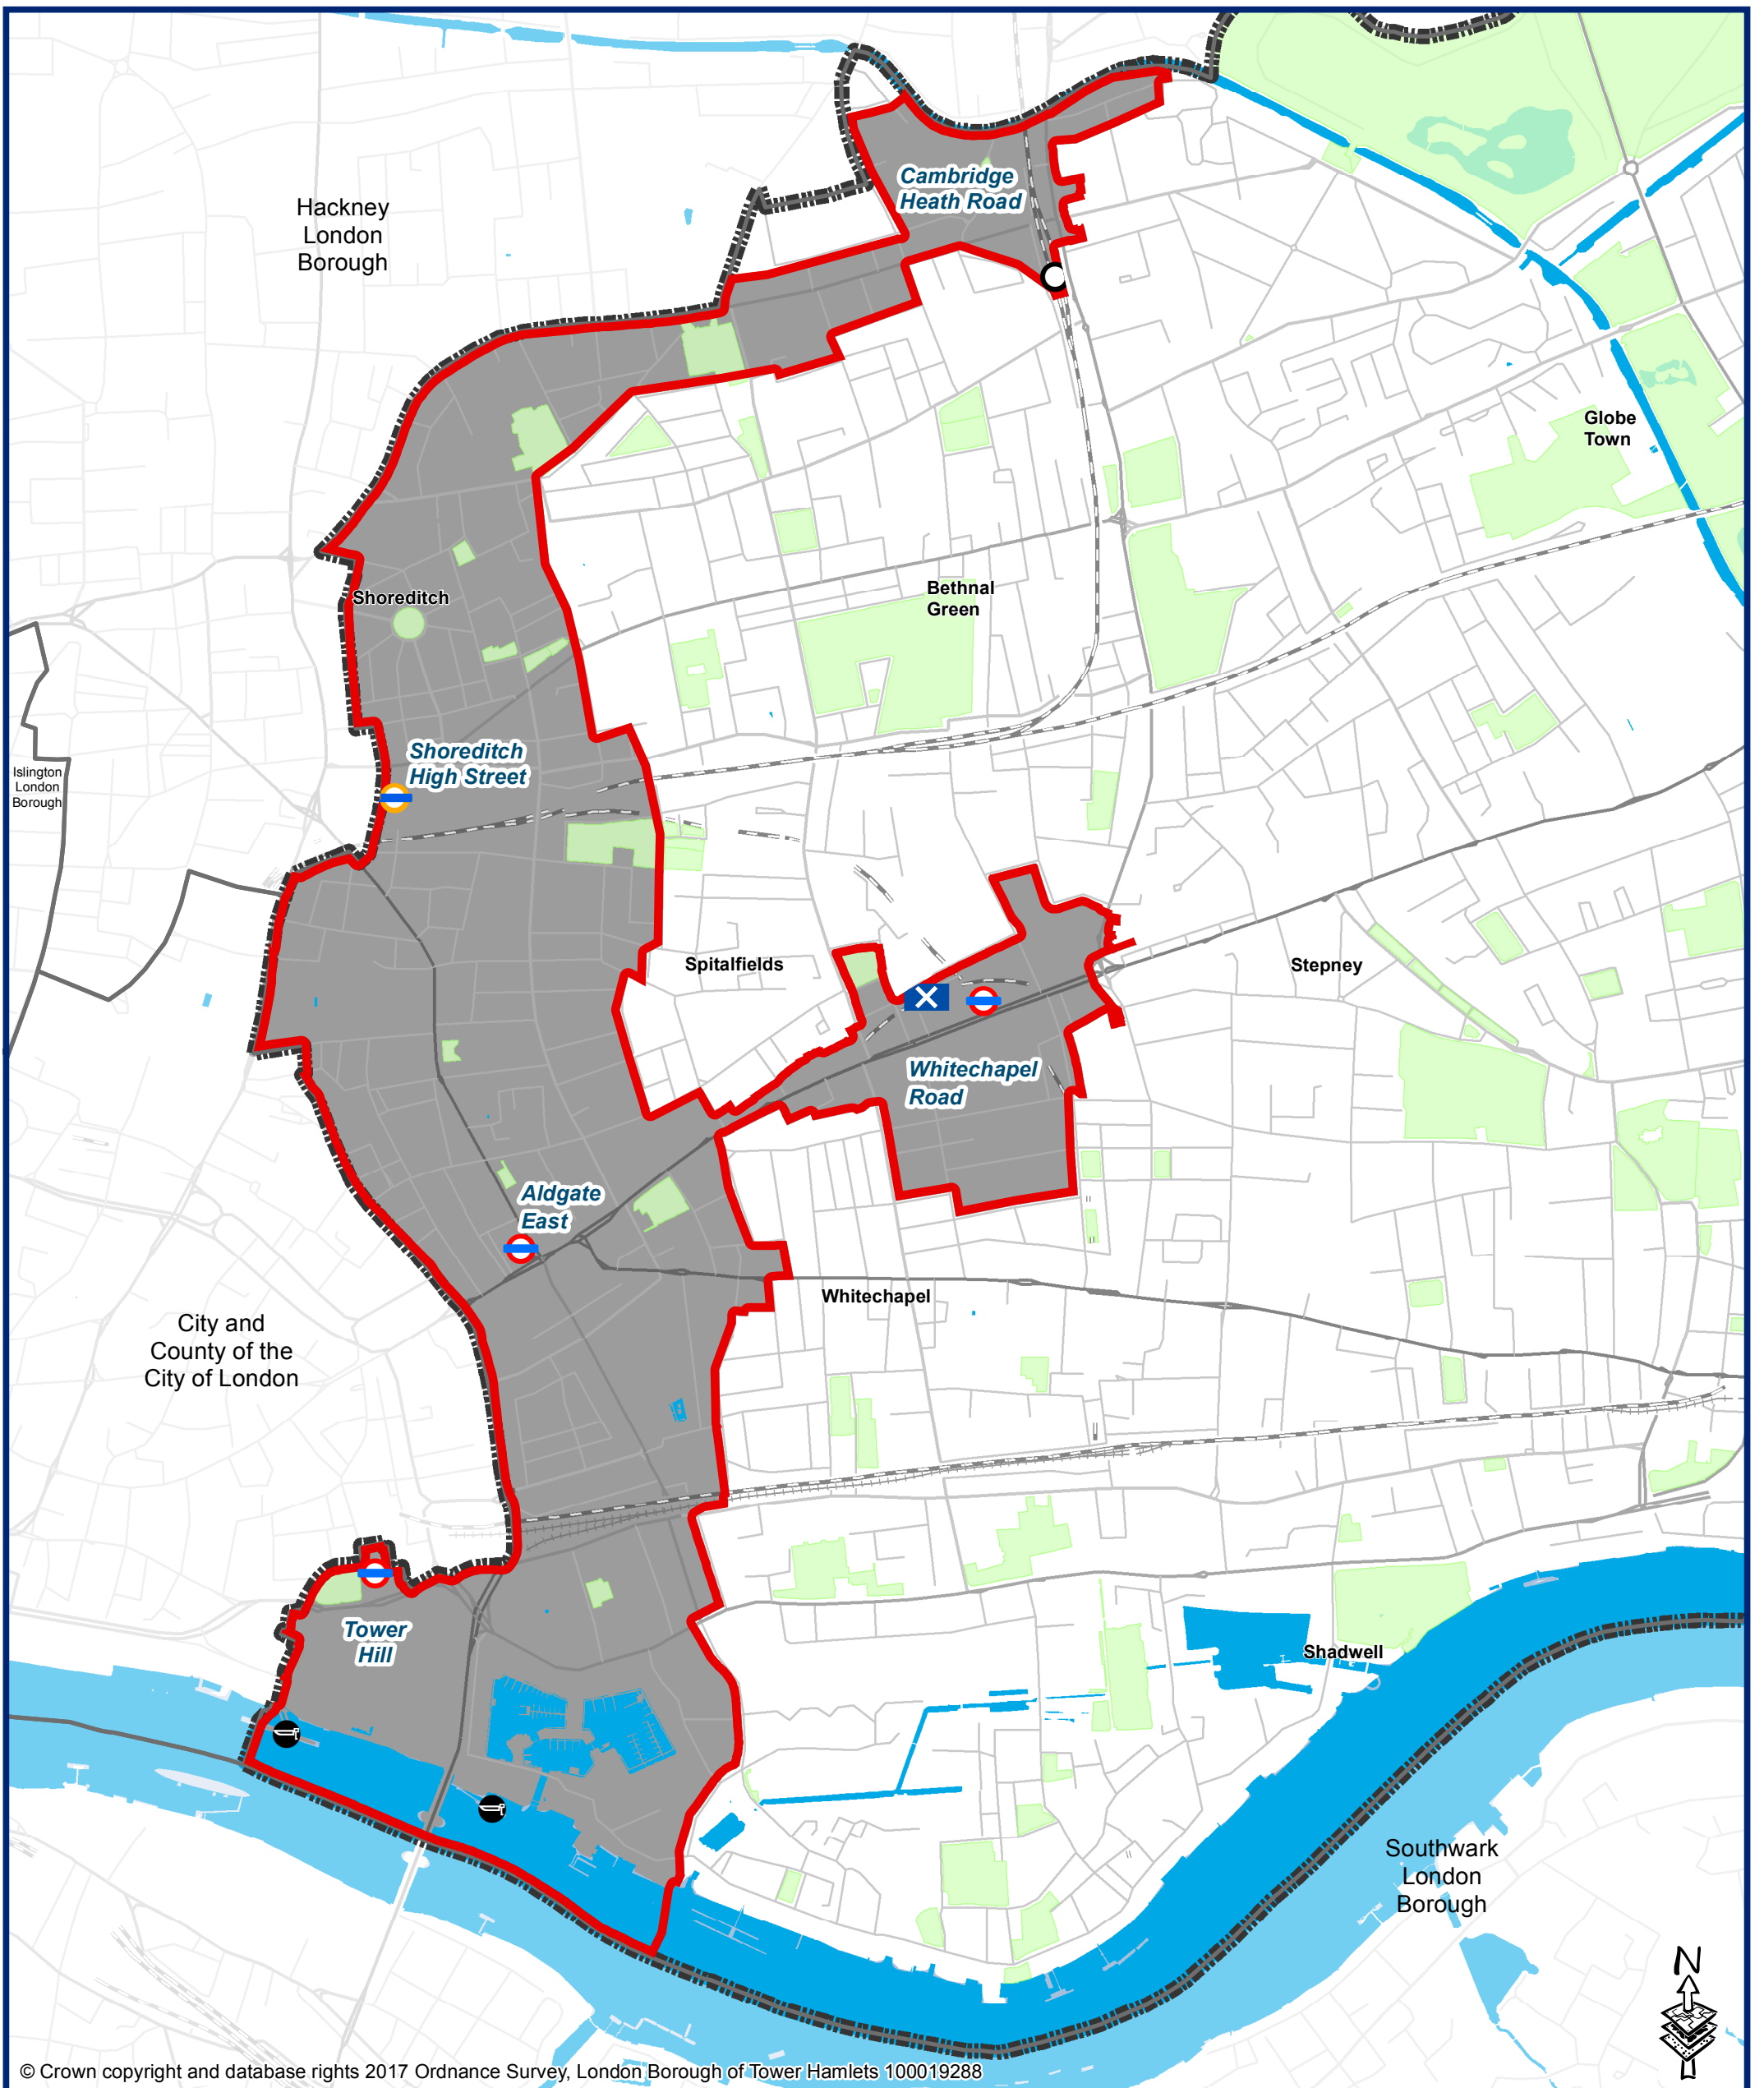 Cambridge
Heath Road
Hackney
London
Borough
Globe
Town
Shoreditch
Bethnal
Green
Shoreditch
High Street
Islington
London
Borough
Spitalfields
Stepney
Whitechapel
Road
Aldgate
East
Whitechapel
City and
County of the
City of London
Tower
Hill
Shadwell
Southwark
London
Borough
N
© Crown copyright and database rights 2017 Ordnance Survey, London Borough of Tower Hamlets 100019288